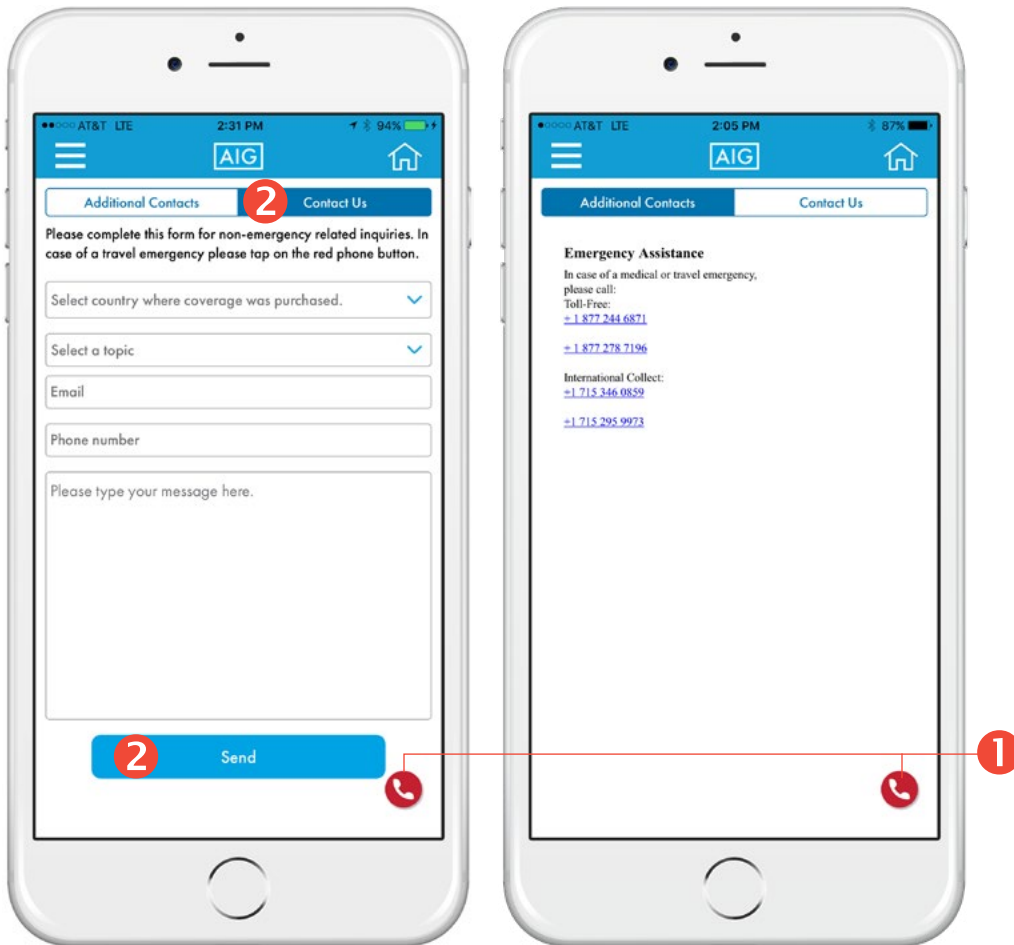 AT&T LTE 2:31 PM 94%
AIG
Additional Contacts 2 Contact Us
Please complete this form for non-emergency related inquiries. In
case of a travel emergency please tap on the red phone button.
Select country where coverage was purchased.
Select a topic
Email
Phone number
Please type your message here.
2 Send
AT&T LTE 2:05 PM 87%
AIG
Additional Contacts Contact Us
Emergency Assistance
In case of a medical or travel emergency,
please call:
Toll-Free:
+ 1 877 244 6871
+ 1 877 278 7196
International Collect:
+1 715 346 0859
+1 715 295 9973
1